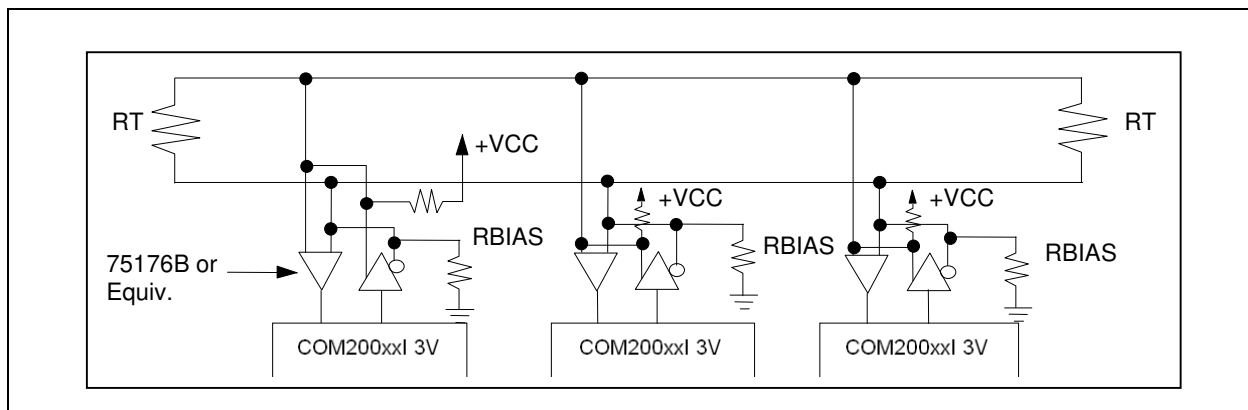 RT
RT
+VCC
+VCC
+VCC
RBIAS
RBIAS
RBIAS
75176B or
Equiv.
COM200xxI 3V
COM200xxI 3V
COM200xxI 3V